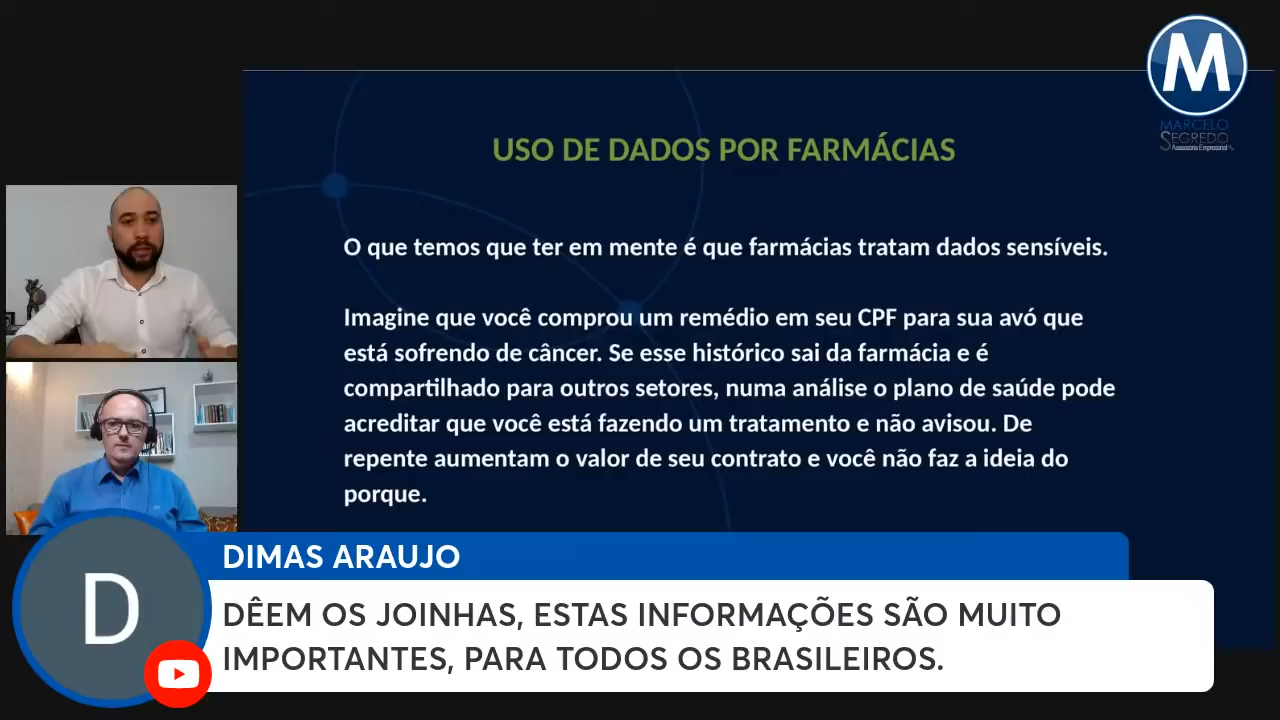 M
MARCELO
SEGREDO
Assessoria Empresarial
USO DE DADOS POR FARMÁCIAS
O que temos que ter em mente é que farmácias tratam dados sensíveis.
Imagine que você comprou um remédio em seu CPF para sua avó que
está sofrendo de câncer. Se esse histórico sai da farmácia e é
compartilhado para outros setores, numa análise o plano de saúde pode
acreditar que você está fazendo um tratamento e não avisou. De
repente aumentam o valor de seu contrato e você não faz a ideia do
porque.
D
DIMAS ARAUJO
DÊEM OS JOINHAS, ESTAS INFORMAÇÕES SÃO MUITO
IMPORTANTES, PARA TODOS OS BRASILEIROS.